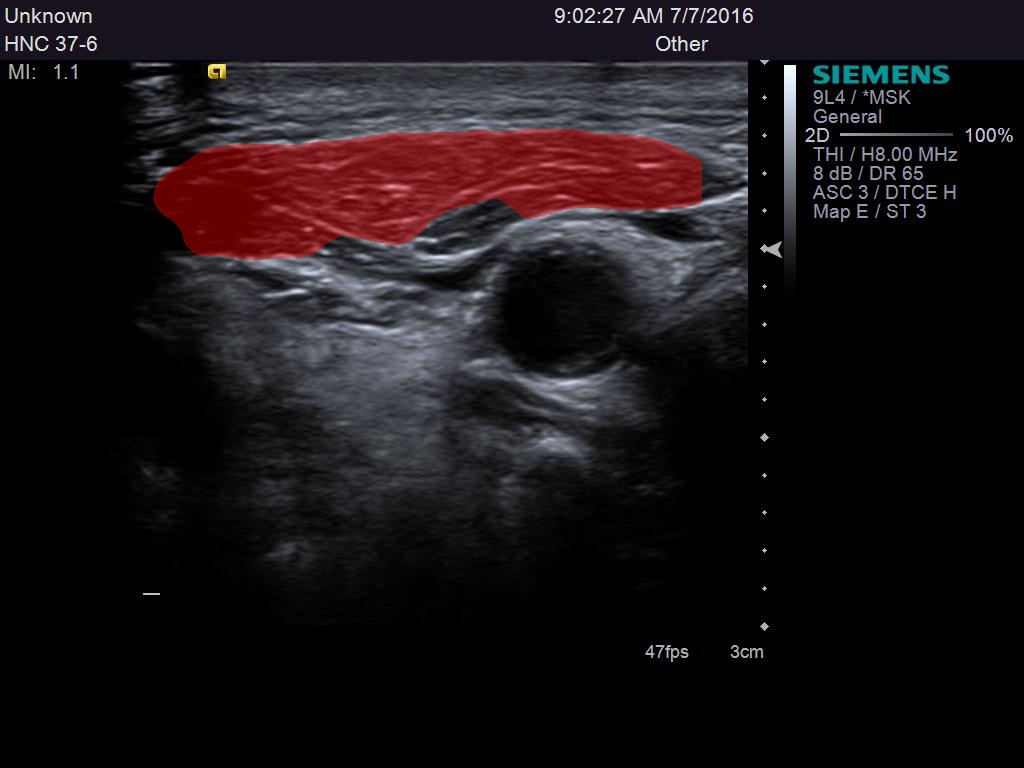 Unknown
9:02:27 AM 7/7/2016
HNC 37-6
Other
MI: 1.1
SIEMENS
9L4 / *MSK
General
2D 100%
THI / H8.00 MHz
8 dB / DR 65
ASC 3 / DTCE H
Map E / ST 3
47fps 3cm